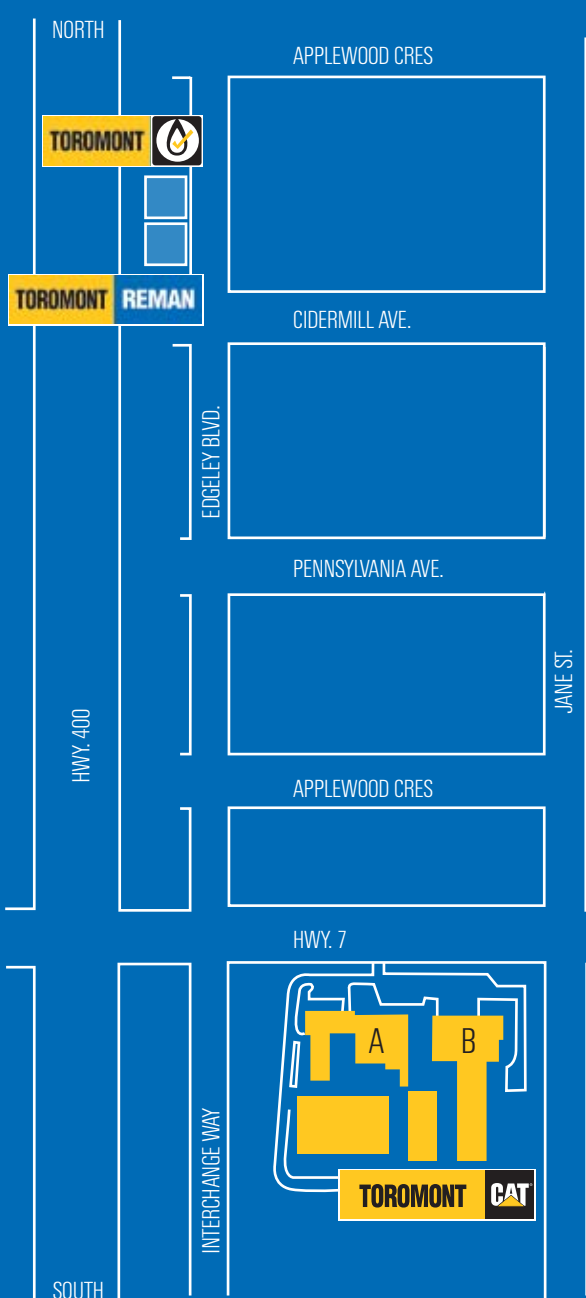 NORTH
APPLEWOOD CRES
TOROMONT
TOROMONT REMAN
CIDERMILL AVE.
EDGELEY BLVD.
PENNSYLVANIA AVE.
JANE ST.
HWY. 400
APPLEWOOD CRES
HWY. 7
A
B
INTERCHANGE WAY
TOROMONT CAT
SOUTH